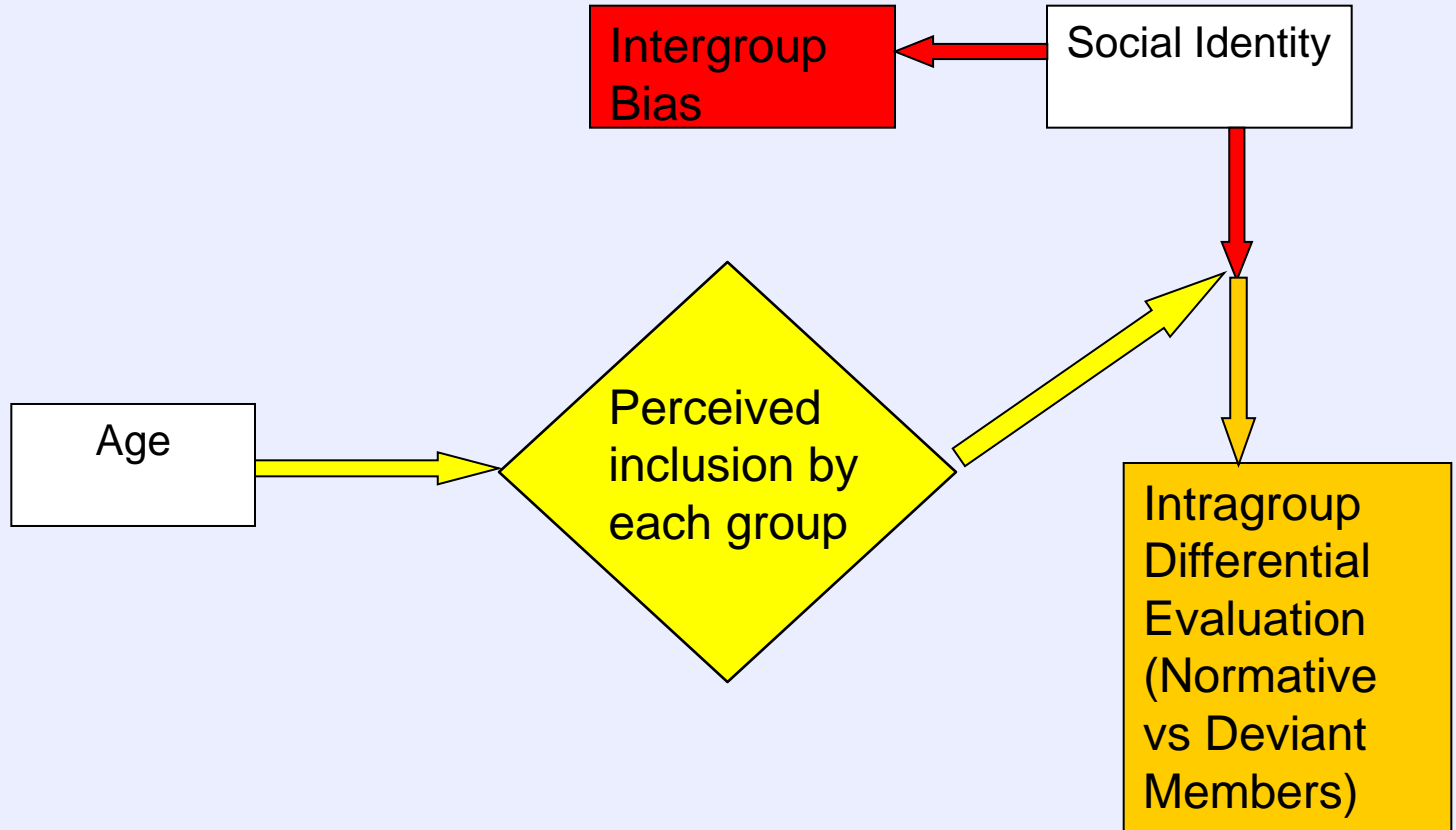 Intergroup
Bias
Social Identity
Age
Perceived
inclusion by
each group
Intragroup
Differential
Evaluation
(Normative
vs Deviant
Members)